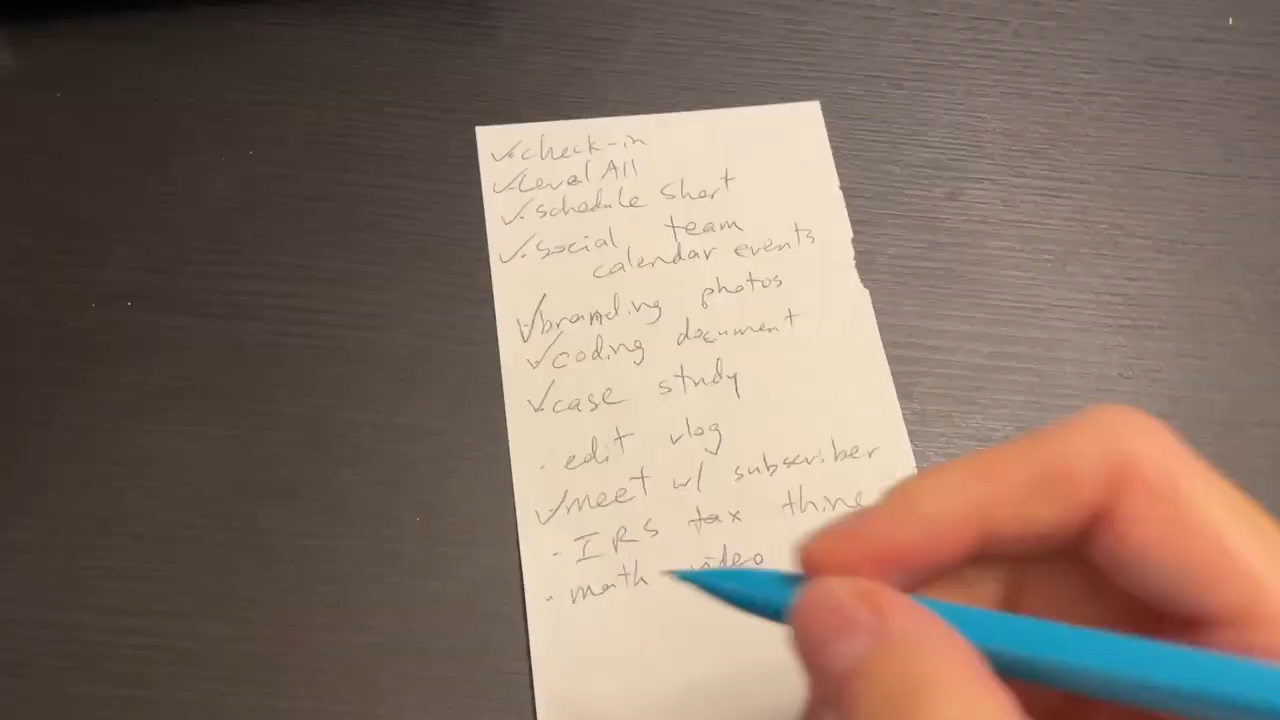 ✓. check-in
✓. Level All
✓. schedule short
✓. social team
calendar events
✓ branding photos
✓ coding document
✓. case study
. edit vlog
✓ meet w/ subscriber
- IRS tax thing
- math video